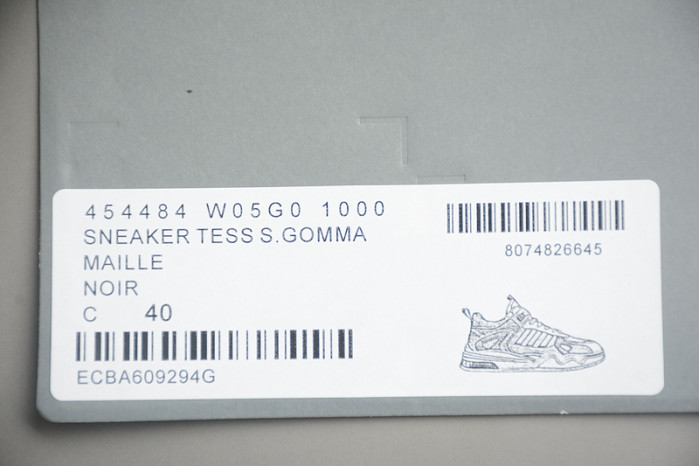 454484 W05G0 1000
SNEAKER TESS S.GOMMA
MAILLE
NOIR
C 40
ECBA609294G
8074826645